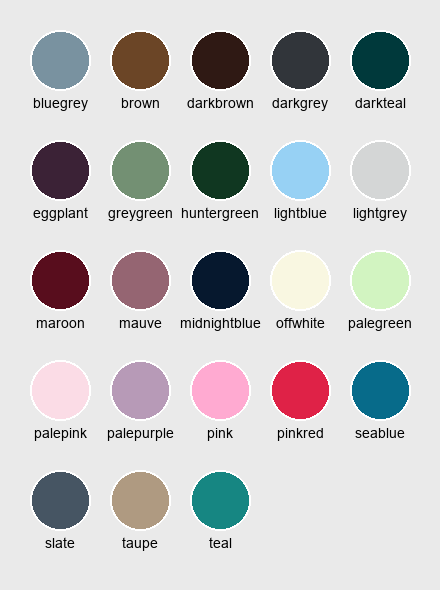 bluegrey brown darkbrown darkgrey darkteal
eggplant greygreen huntergreen lightblue lightgrey
maroon mauve midnightblue offwhite palegreen
palepink palepurple pink pinkred seablue
slate taupe teal